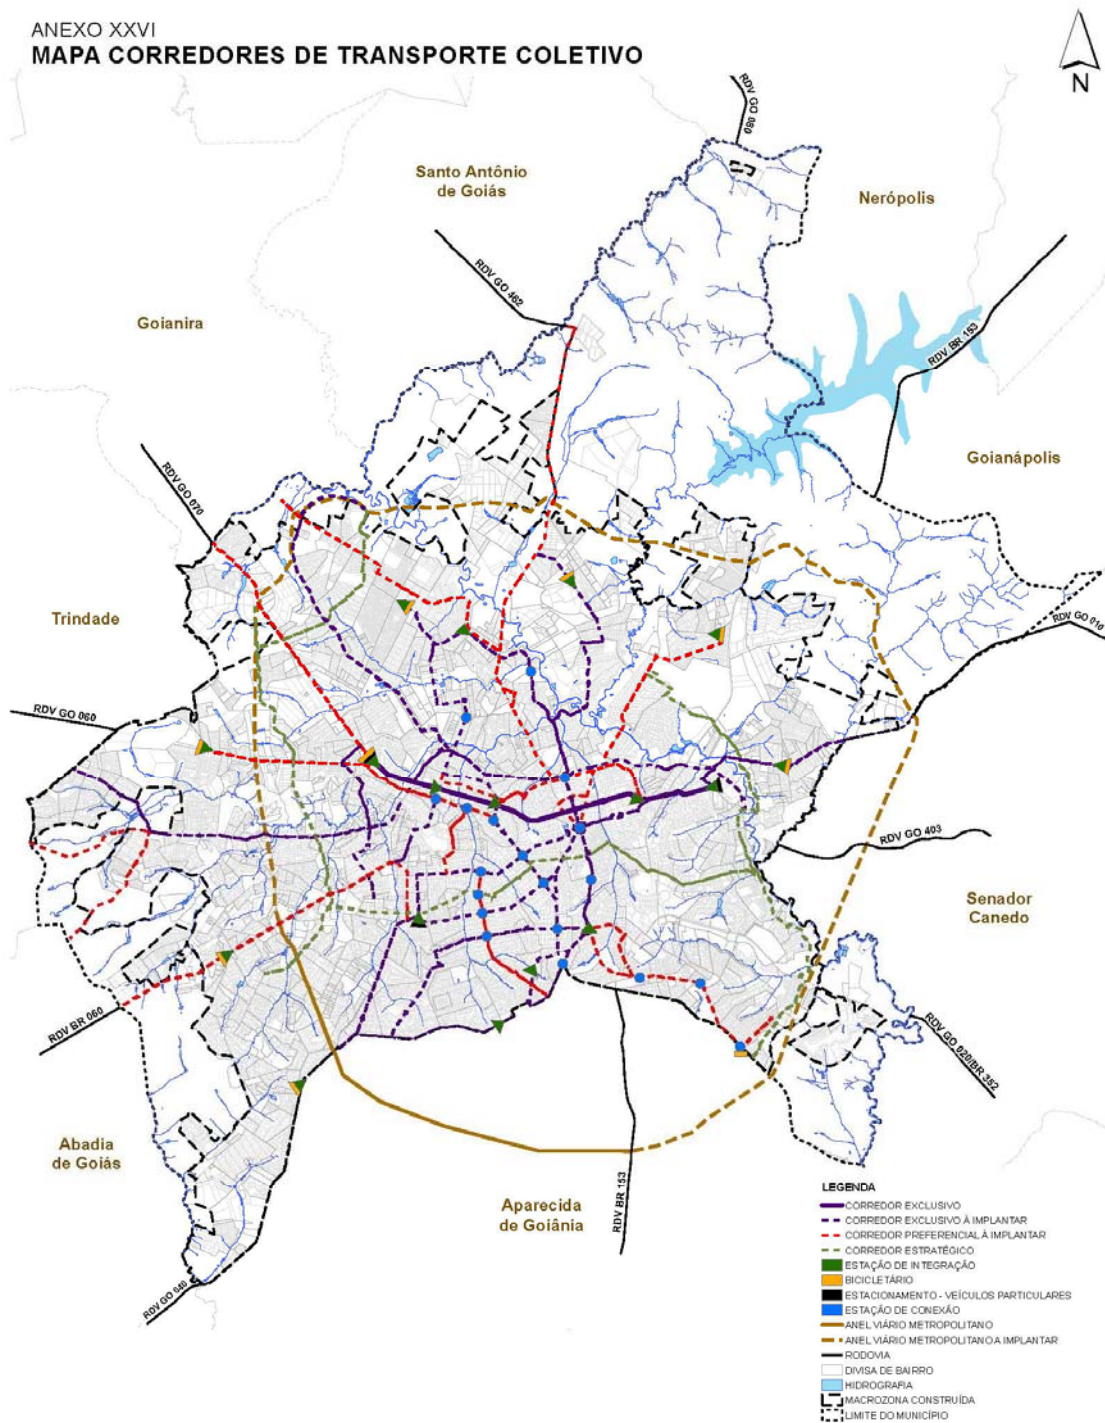 ANEXO XXVI
MAPA CORREDORES DE TRANSPORTE COLETIVO
N
RDV GO 080
Santo Antônio
de Goiás
Nerópolis
RDV GO 462
Goianira
RDV BR 153
Goianápolis
RDV GO 070
Trindade
RDV GO 010
RDV GO 060
RDV GO 403
Senador
Canedo
RDV BR 060
RDV GO 020/BR 352
Abadia
de Goiás
Aparecida
de Goiânia
RDV BR 153
RDV GO 040
LEGENDA
CORREDOR EXCLUSIVO
CORREDOR EXCLUSIVO À IMPLANTAR
CORREDOR PREFERENCIAL À IMPLANTAR
CORREDOR ESTRATÉGICO
ESTAÇÃO DE INTEGRAÇÃO
BICICLETÁRIO
ESTACIONAMENTO - VEÍCULOS PARTICULARES
ESTAÇÃO DE CONEXÃO
ANEL VIÁRIO METROPOLITANO
ANEL VIÁRIO METROPOLITANO A IMPLANTAR
RODOVIA
DIVISA DE BAIRRO
HIDROGRAFIA
MACROZONA CONSTRUÍDA
LIMITE DO MUNICÍPIO